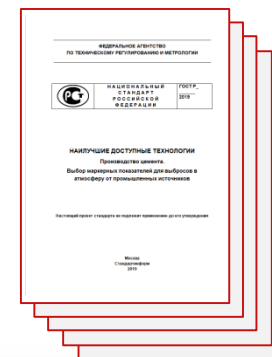 ФЕДЕРАЛЬНОЕ АГЕНТСТВО
ПО ТЕХНИЧЕСКОМУ РЕГУЛИРОВАНИЮ И МЕТРОЛОГИИ
НАЦИОНАЛЬНЫЙ
СТАНДАРТ
РОССИЙСКОЙ
ФЕДЕРАЦИИ
ГОСТ Р_
2019
НАИЛУЧШИЕ ДОСТУПНЫЕ ТЕХНОЛОГИИ
Производство цемента.
Выбор маркерных показателей для выбросов в
атмосферу от промышленных источников
Настоящий проект стандарта не подлежит применению до его утверждения
Москва
Стандартинформ
2019